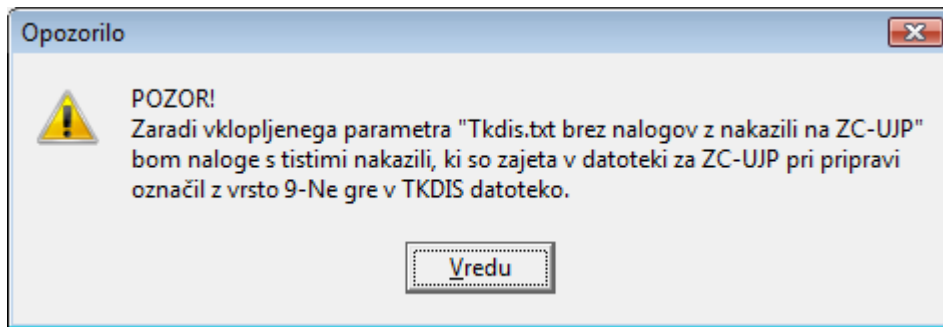 Opozorilo
POZOR!
Zaradi vklopljenega parametra "Tkdis.txt brez nalogov z nakazili na ZC-UJP"
bom naloge s tistimi nakazili, ki so zajeta v datoteki za ZC-UJP pri pripravi
označil z vrsto 9-Ne gre v TKDIS datoteko.
Vredu